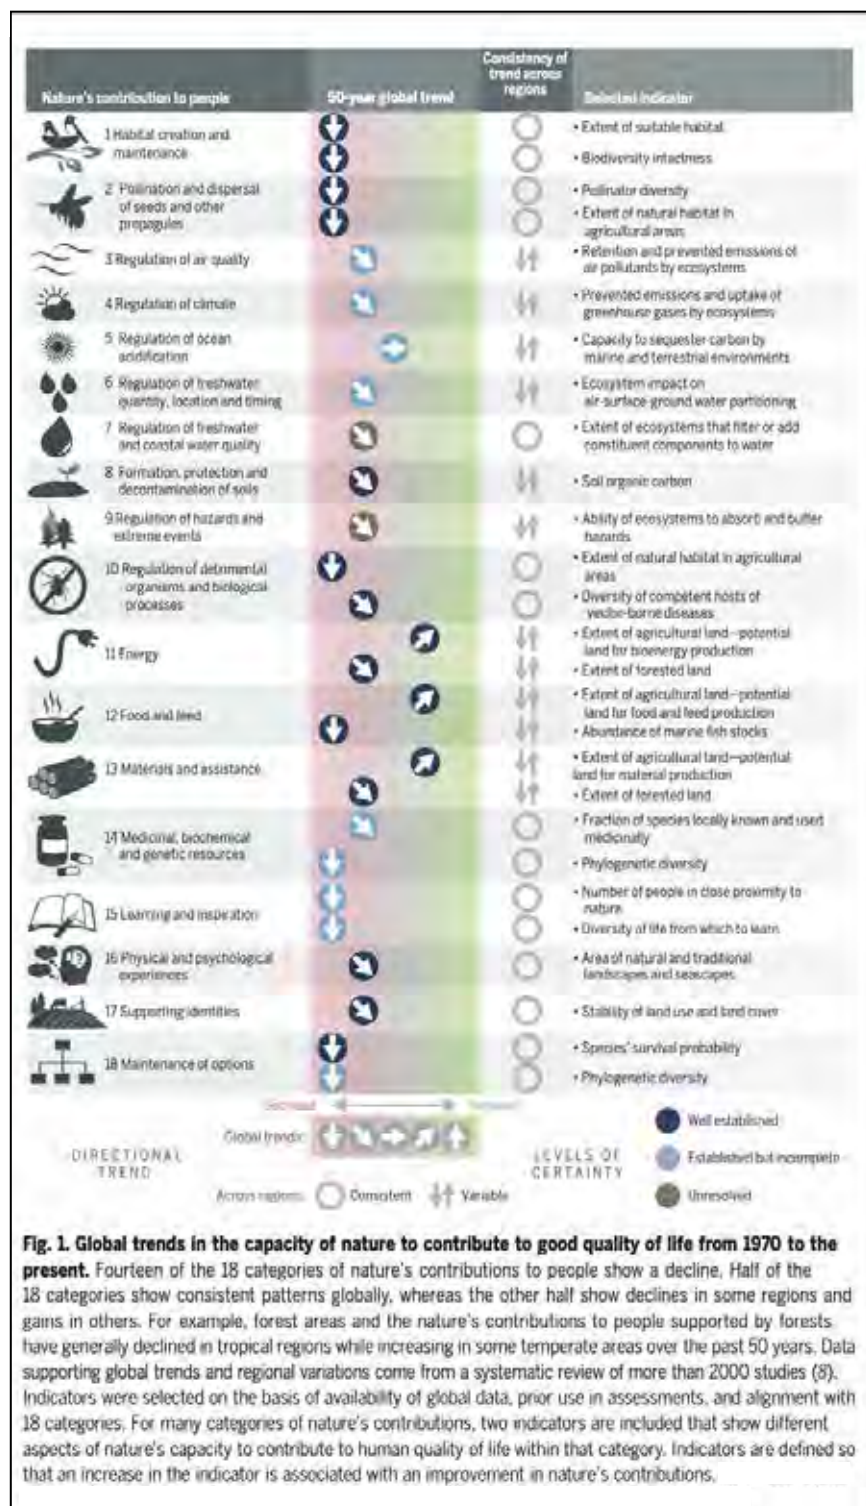 Nature's contribution to people
50-year global trend
Consistency of
trend across
regions
Selected indicator
1 Habitat creation and
maintenance
• Extent of suitable habitat
• Biodiversity intactness
2 Pollination and dispersal
of seeds and other
propagules
• Pollinator diversity
• Extent of natural habitat in
agricultural areas
3 Regulation of air quality
• Retention and prevented emissions of
air pollutants by ecosystems
4 Regulation of climate
• Prevented emissions and uptake of
greenhouse gases by ecosystems
5 Regulation of ocean
acidification
• Capacity to sequester carbon by
marine and terrestrial environments
6 Regulation of freshwater
quantity, location and timing
• Ecosystem impact on
air-surface-ground water partitioning
7 Regulation of freshwater
and coastal water quality
• Extent of ecosystems that filter or add
constituent components to water
8 Formation, protection and
decontamination of soils
• Soil organic carbon
9 Regulation of hazards and
extreme events
• Ability of ecosystems to absorb and buffer
hazards
10 Regulation of detrimental
organisms and biological
processes
• Extent of natural habitat in agricultural
areas
• Diversity of competent hosts of
vector-borne diseases
11 Energy
• Extent of agricultural land—potential
land for bioenergy production
• Extent of forested land
12 Food and feed
• Extent of agricultural land—potential
land for food and feed production
• Abundance of marine fish stocks
13 Materials and assistance
• Extent of agricultural land—potential
land for material production
• Extent of forested land
14 Medicinal, biochemical
and genetic resources
• Fraction of species locally known and used
medicinally
• Phylogenetic diversity
15 Learning and inspiration
• Number of people in close proximity to
nature
• Diversity of life from which to learn
16 Physical and psychological
experiences
• Area of natural and traditional
landscapes and seascapes
17 Supporting identities
• Stability of land use and land cover
18 Maintenance of options
• Species' survival probability
• Phylogenetic diversity
DIRECTIONAL
TREND
Global trends:
Across regions:
Consistent
Variable
LEVELS OF
CERTAINTY
Well established
Established but incomplete
Unresolved
Fig. 1. Global trends in the capacity of nature to contribute to good quality of life from 1970 to the
present. Fourteen of the 18 categories of nature's contributions to people show a decline. Half of the
18 categories show consistent patterns globally, whereas the other half show declines in some regions and
gains in others. For example, forest areas and the nature's contributions to people supported by forests
have generally declined in tropical regions while increasing in some temperate areas over the past 50 years. Data
supporting global trends and regional variations come from a systematic review of more than 2000 studies (8).
Indicators were selected on the basis of availability of global data, prior use in assessments, and alignment with
18 categories. For many categories of nature's contributions, two indicators are included that show different
aspects of nature's capacity to contribute to human quality of life within that category. Indicators are defined so
that an increase in the indicator is associated with an improvement in nature's contributions.